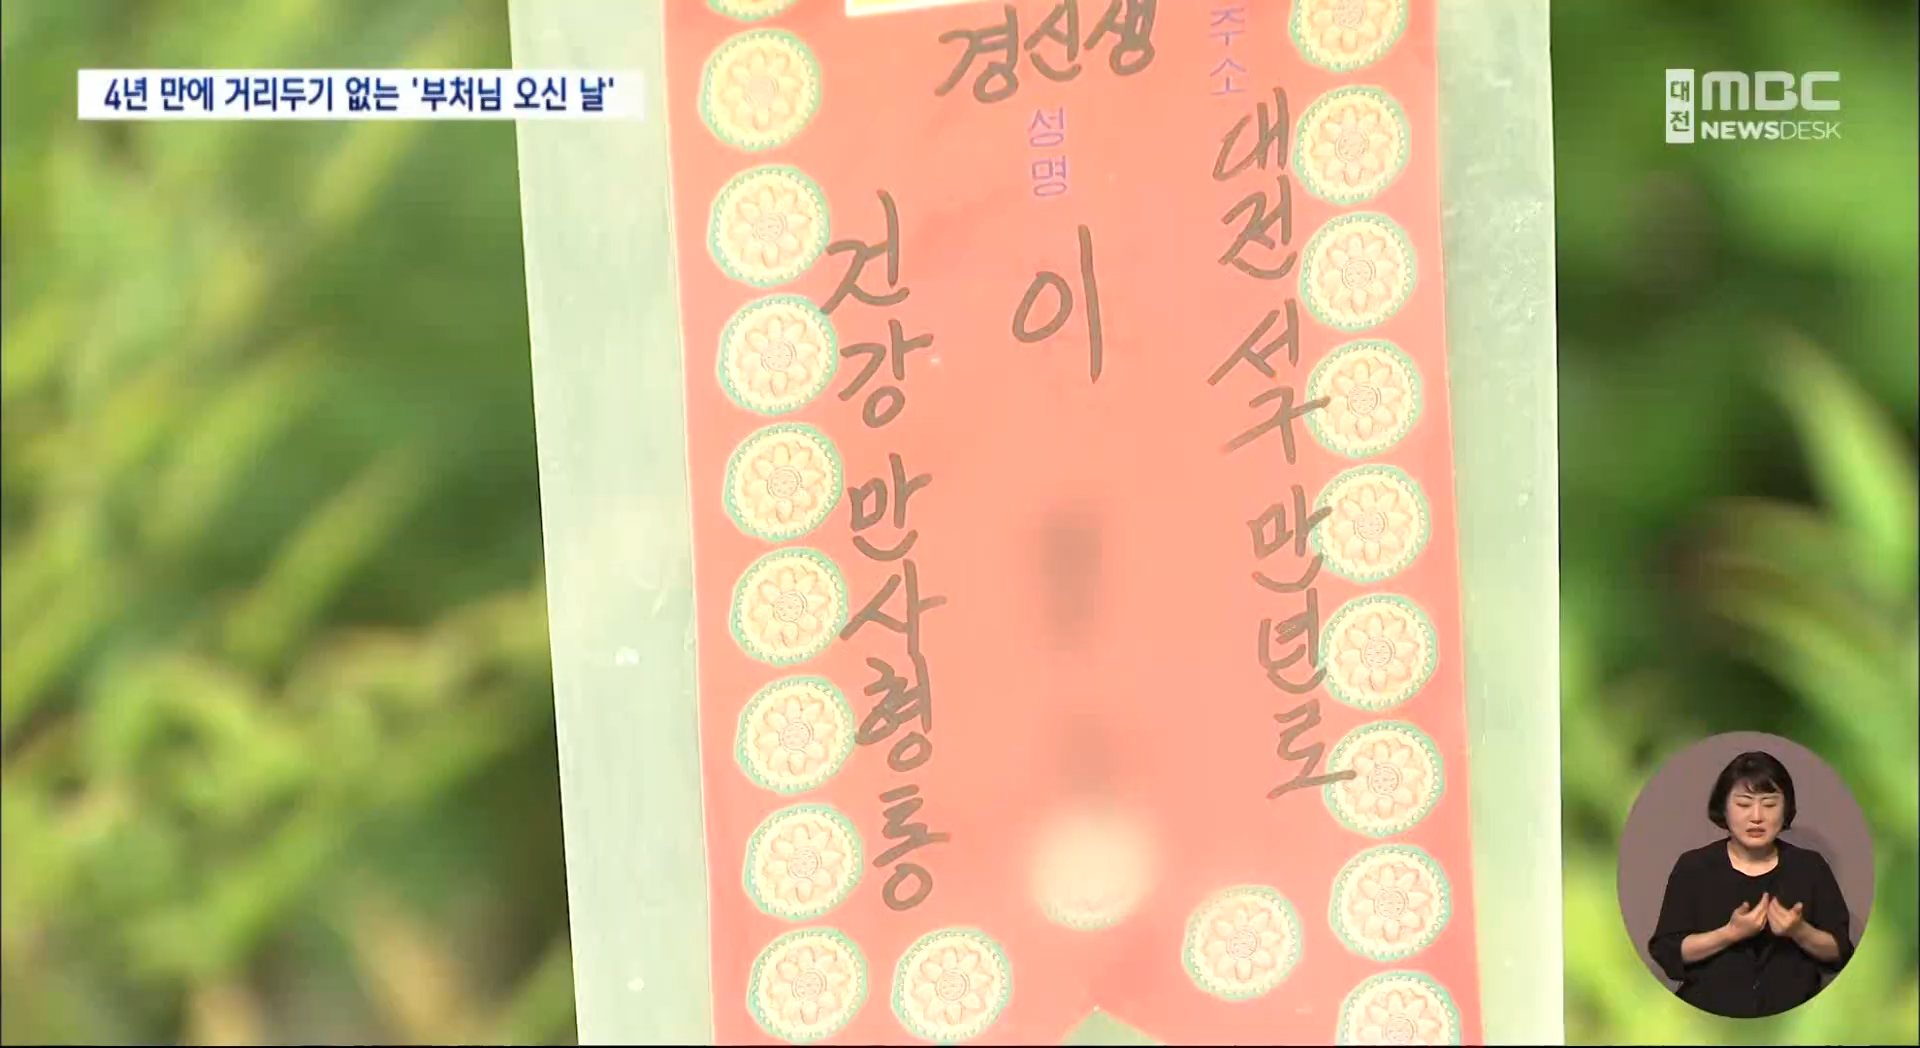 4년 만에 거리두기 없는 '부처님 오신 날'
대전
MBC
NEWSDESK
경신생
주소
성명
대전 서구 만년로
이
건강 만사형통